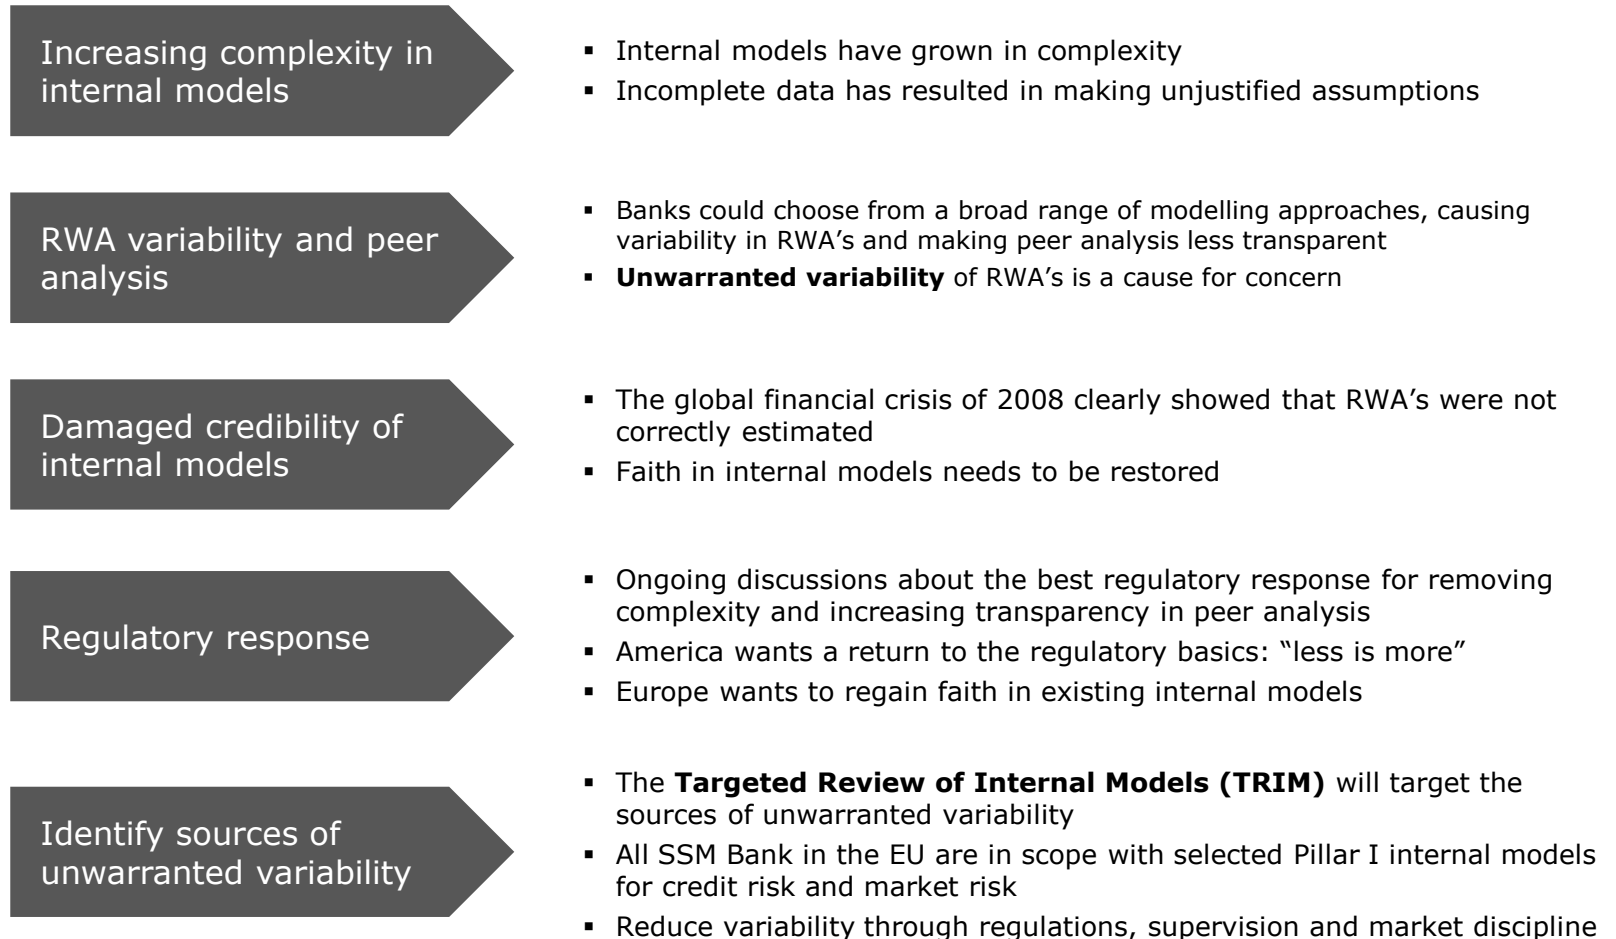 Increasing complexity in
internal models
▪ Internal models have grown in complexity
▪ Incomplete data has resulted in making unjustified assumptions
RWA variability and peer
analysis
▪ Banks could choose from a broad range of modelling approaches, causing
variability in RWA’s and making peer analysis less transparent
▪ Unwarranted variability of RWA’s is a cause for concern
Damaged credibility of
internal models
▪ The global financial crisis of 2008 clearly showed that RWA’s were not
correctly estimated
▪ Faith in internal models needs to be restored
Regulatory response
▪ Ongoing discussions about the best regulatory response for removing
complexity and increasing transparency in peer analysis
▪ America wants a return to the regulatory basics: “less is more”
▪ Europe wants to regain faith in existing internal models
Identify sources of
unwarranted variability
▪ The Targeted Review of Internal Models (TRIM) will target the
sources of unwarranted variability
▪ All SSM Bank in the EU are in scope with selected Pillar I internal models
for credit risk and market risk
▪ Reduce variability through regulations, supervision and market discipline